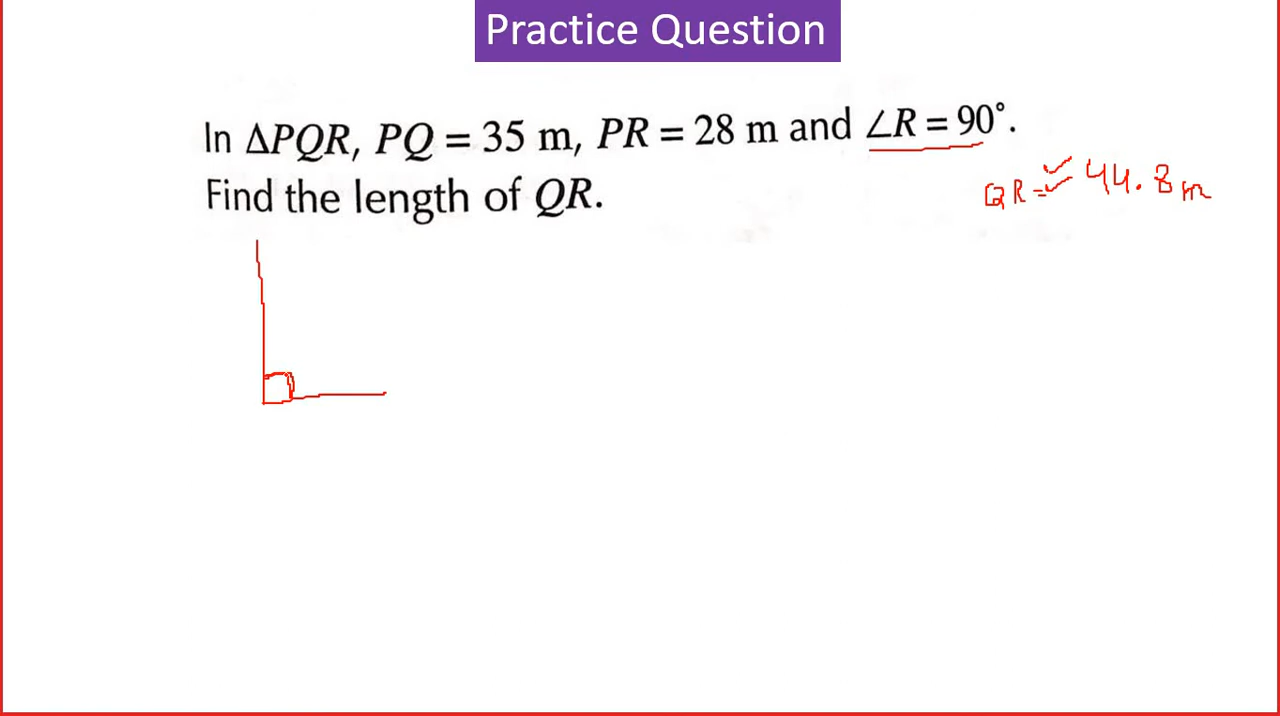 Practice Question
In ΔPQR, PQ = 35 m, PR = 28 m and ∠R = 90°.
Find the length of QR.
QR = 44.8 m